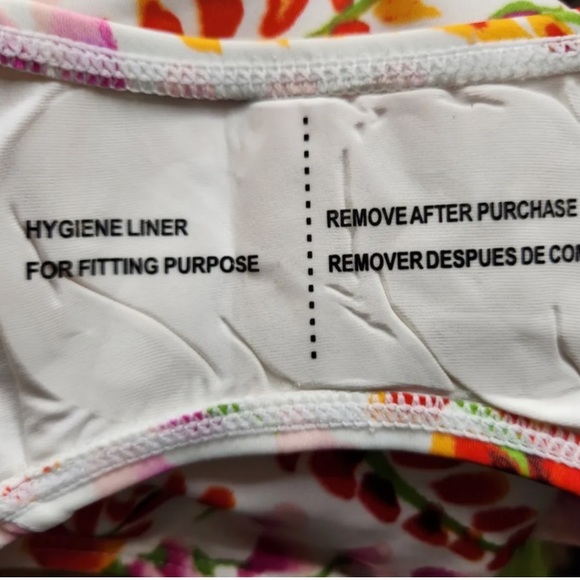 HYGIENE LINER
FOR FITTING PURPOSE
REMOVE AFTER PURCHASE
REMOVER DESPUES DE